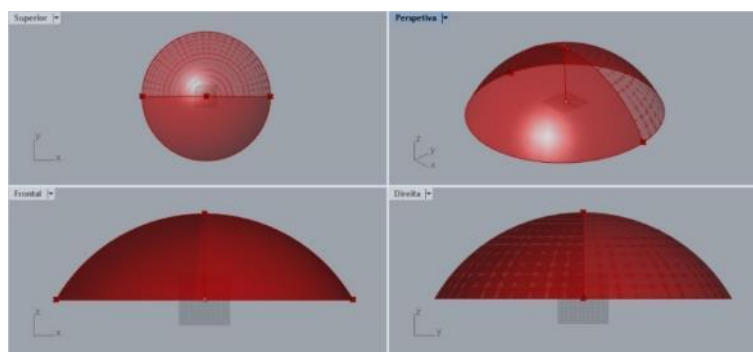 Superior
Perspetiva
y
x
z
y
x
Frontal
Direita
z
x
z
y